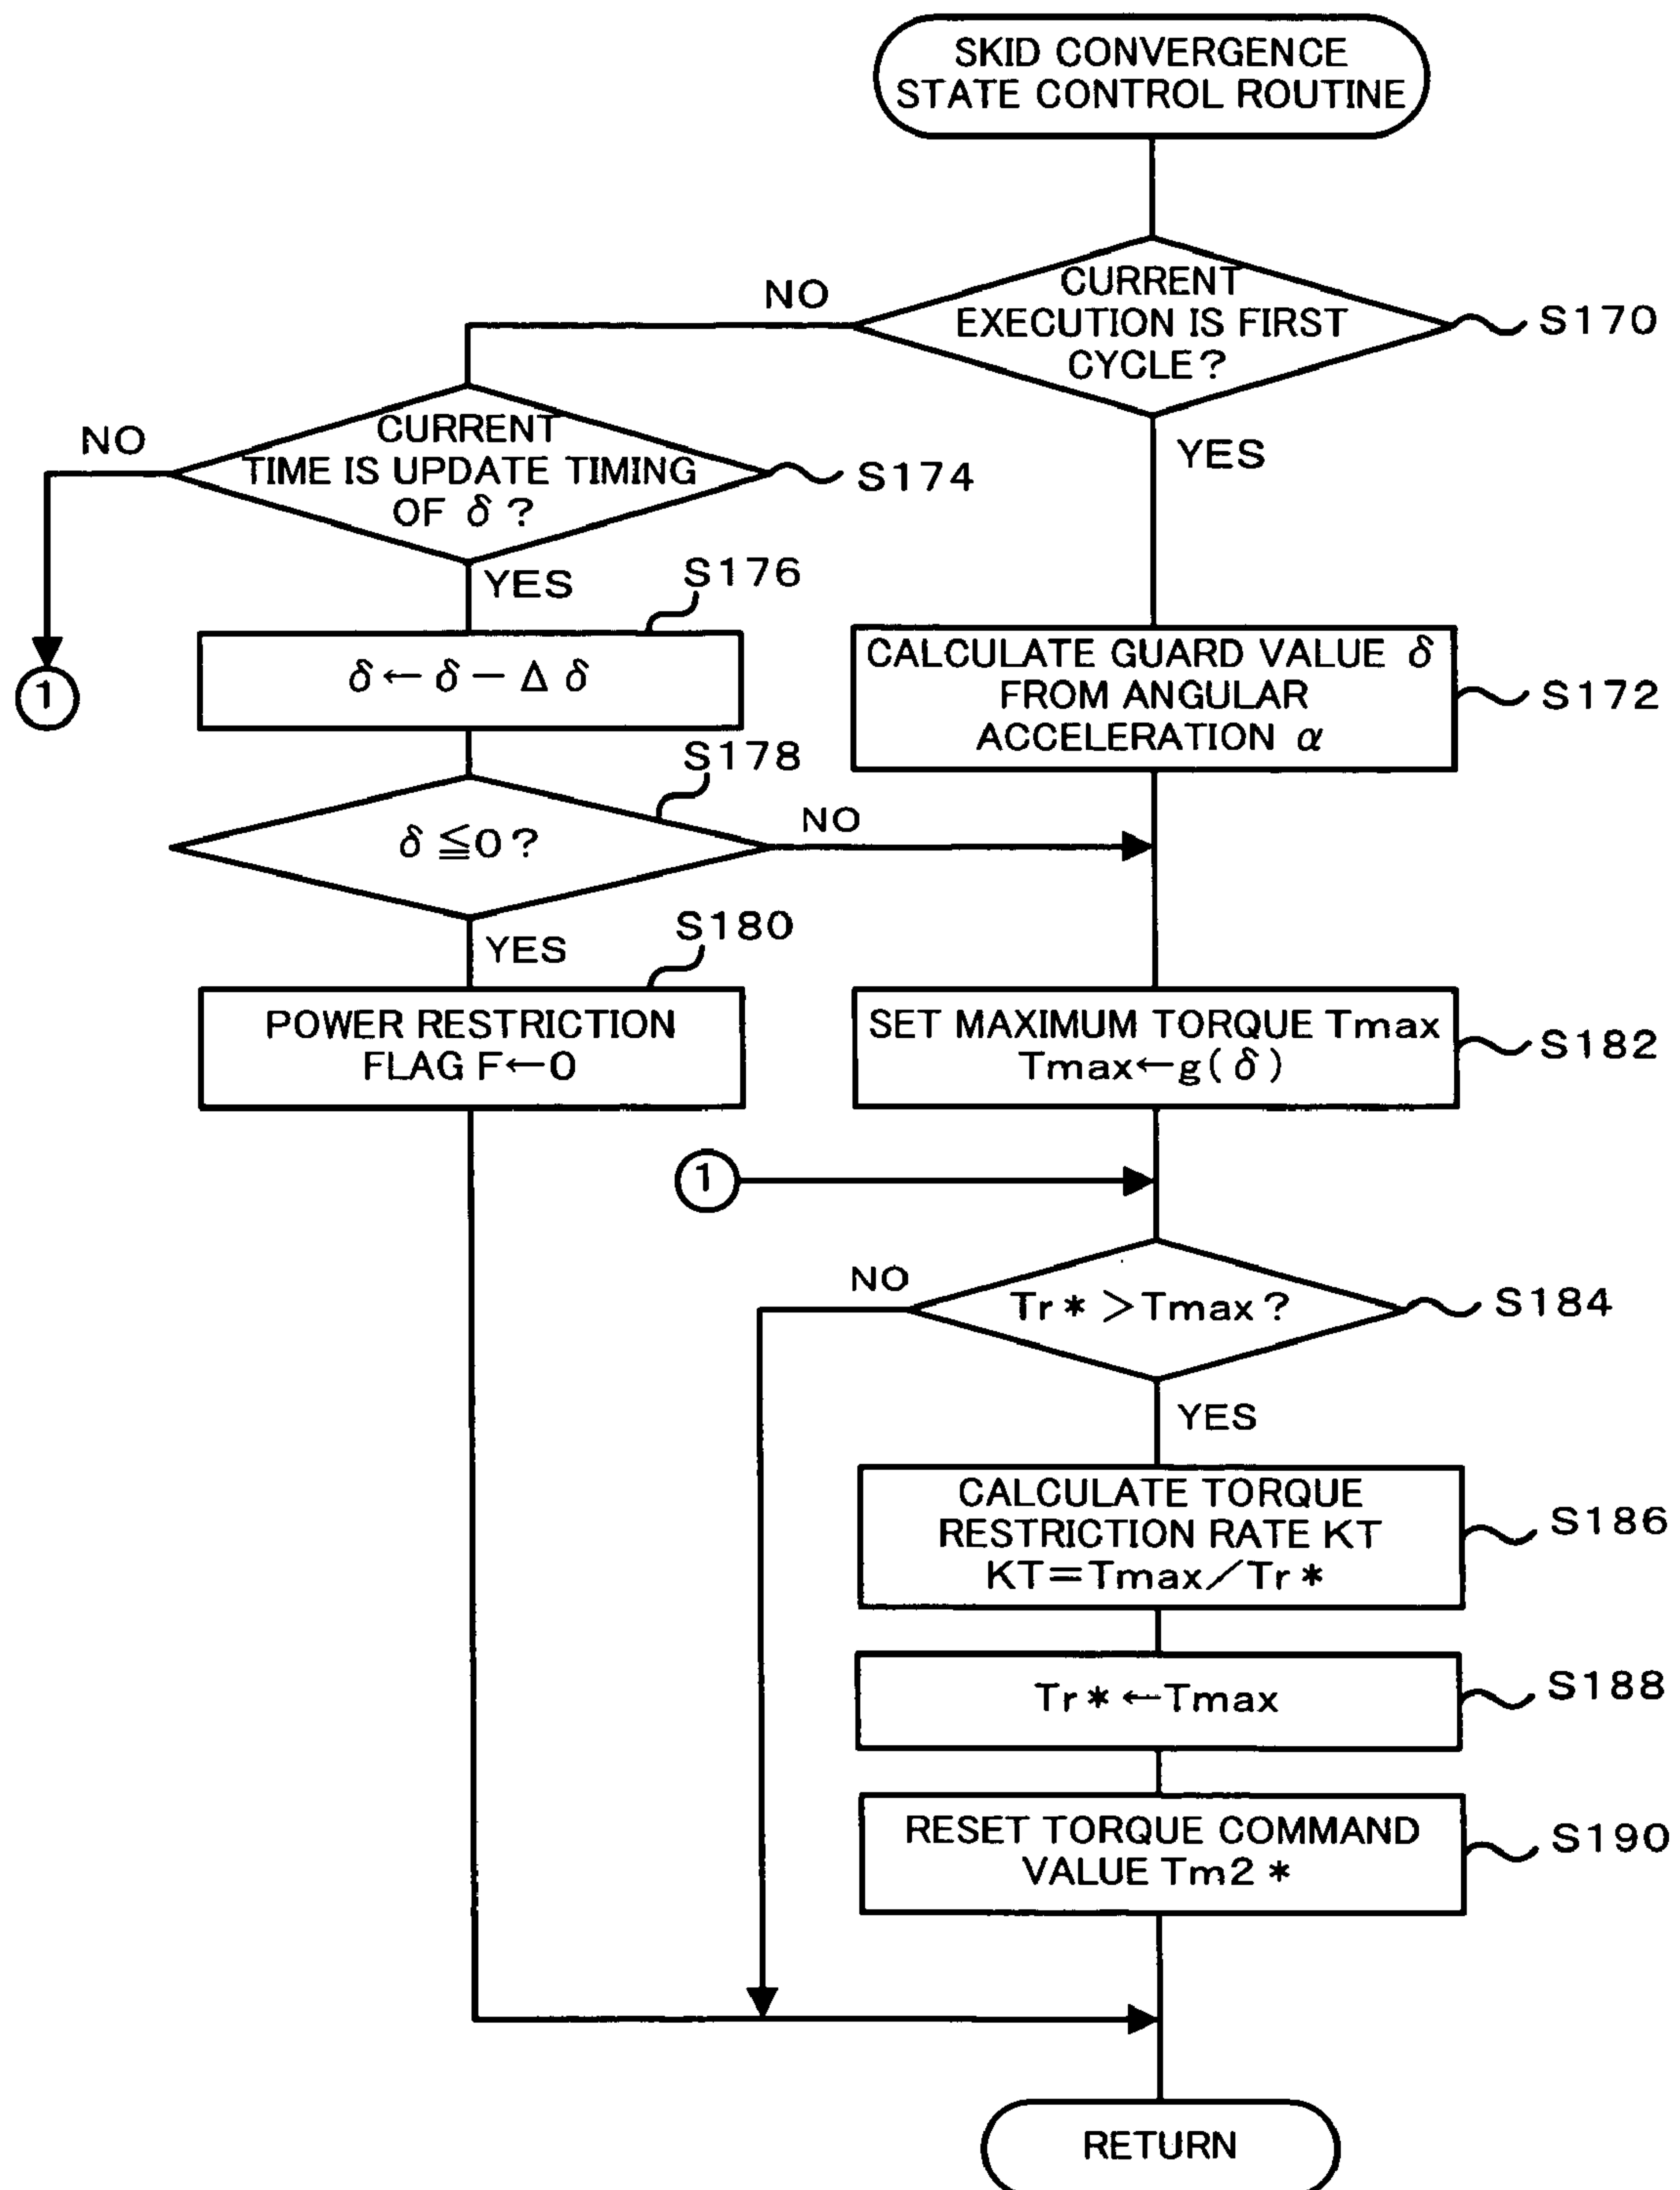 SKID CONVERGENCE
STATE CONTROL ROUTINE
CURRENT
EXECUTION IS FIRST
CYCLE?
S170
NO
YES
CURRENT
TIME IS UPDATE TIMING
OF δ?
S174
NO
YES
1
S176
δ←δ−Δδ
CALCULATE GUARD VALUE δ
FROM ANGULAR
ACCELERATION α
S172
S178
δ≦0?
NO
YES
S180
POWER RESTRICTION
FLAG F←0
SET MAXIMUM TORQUE Tmax
Tmax←g(δ)
S182
1
Tr*>Tmax?
S184
NO
YES
CALCULATE TORQUE
RESTRICTION RATE KT
KT=Tmax/Tr*
S186
Tr*←Tmax
S188
RESET TORQUE COMMAND
VALUE Tm2*
S190
RETURN